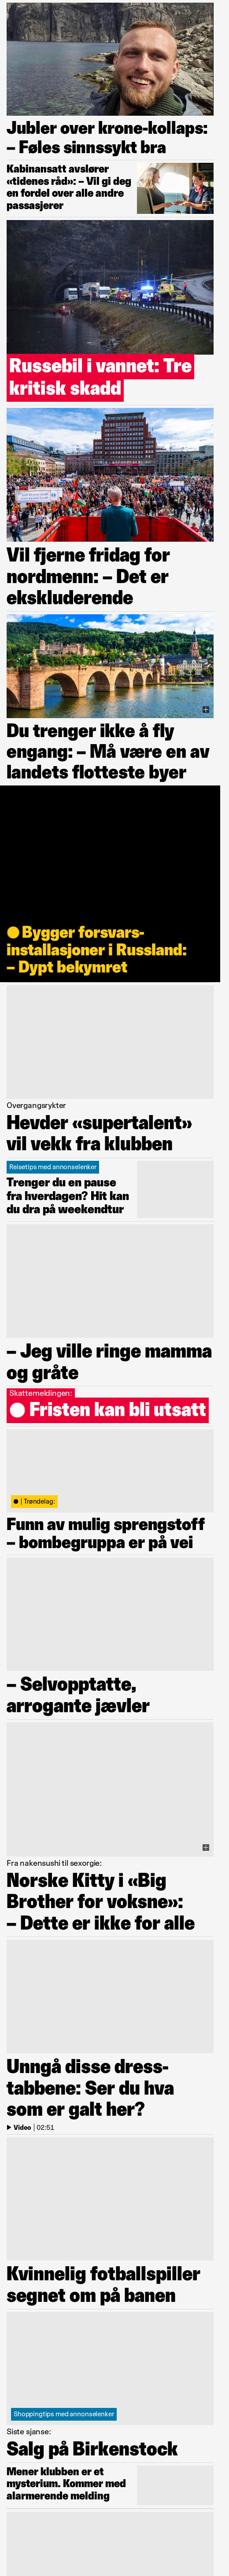 Jubler over krone-kollaps:
– Føles sinnssykt bra
Kabinansatt avslører
«tidenes råd»: – Vil gi deg
en fordel over alle andre
passasjerer
Russebil i vannet: Tre
kritisk skadd
Vil fjerne fridag for
nordmenn: – Det er
ekskluderende
Du trenger ikke å fly
engang: – Må være en av
landets flotteste byer
Bygger forsvars-
installasjoner i Russland:
– Dypt bekymret
Overgangsrykter
Hevder «supertalent»
vil vekk fra klubben
Reisetips med annonselenker
Trenger du en pause
fra hverdagen? Hit kan
du dra på weekendtur
– Jeg ville ringe mamma
og gråte
Skattemeldingen:
Fristen kan bli utsatt
| Trøndelag:
Funn av mulig sprengstoff
– bombegruppa er på vei
– Selvopptatte,
arrogante jævler
Fra nakensushi til sexorgie:
Norske Kitty i «Big
Brother for voksne»:
– Dette er ikke for alle
Unngå disse dress-
tabbene: Ser du hva
som er galt her?
Video | 02:51
Kvinnelig fotballspiller
segnet om på banen
Shoppingtips med annonselenker
Siste sjanse:
Salg på Birkenstock
Mener klubben er et
mysterium. Kommer med
alarmerende melding